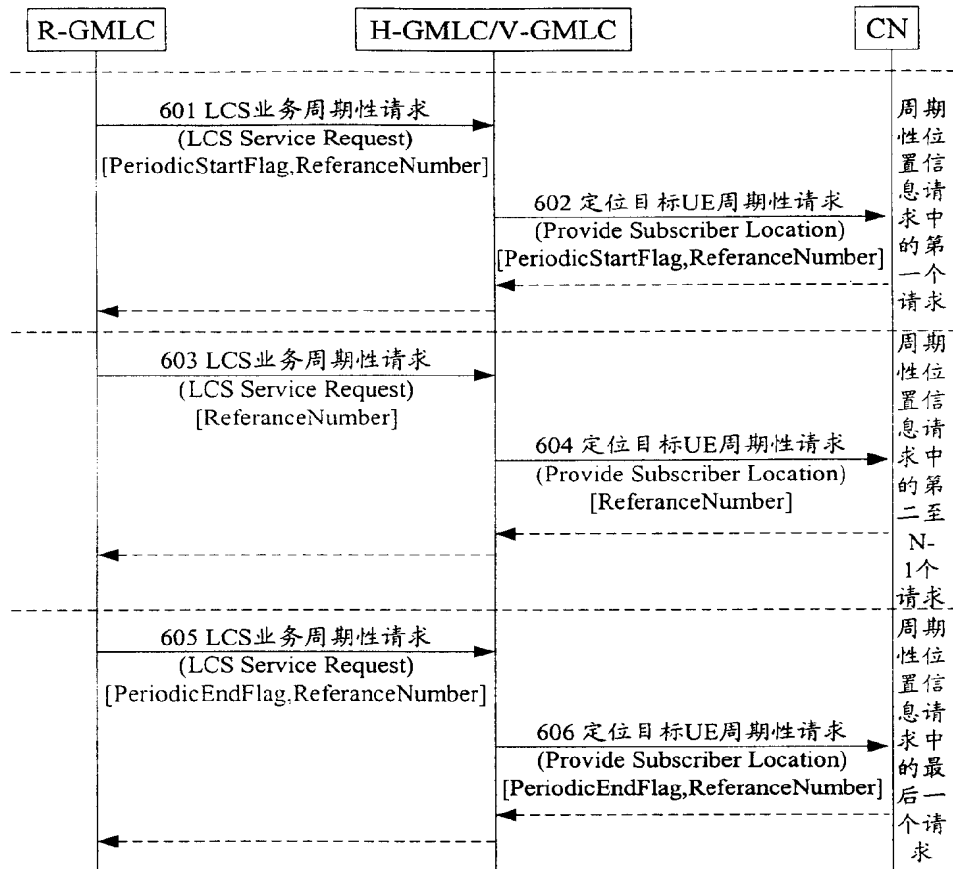 R-GMLC
H-GMLC/V-GMLC
CN
601 LCS业务周期性请求
(LCS Service Request)
[PeriodicStartFlag,ReferanceNumber]
602 定位目标UE周期性请求
(Provide Subscriber Location)
[PeriodicStartFlag,ReferanceNumber]
周期
性位
置信
息请
求中
的第
一个
请求
603 LCS业务周期性请求
(LCS Service Request)
[ReferanceNumber]
604 定位目标UE周期性请求
(Provide Subscriber Location)
[ReferanceNumber]
周期
性位
置信
息请
求中
的第
二至
N-
1个
请求
605 LCS业务周期性请求
(LCS Service Request)
[PeriodicEndFlag,ReferanceNumber]
606 定位目标UE周期性请求
(Provide Subscriber Location)
[PeriodicEndFlag,ReferanceNumber]
周期
性位
置信
息请
求中
的最
后一
个请
求